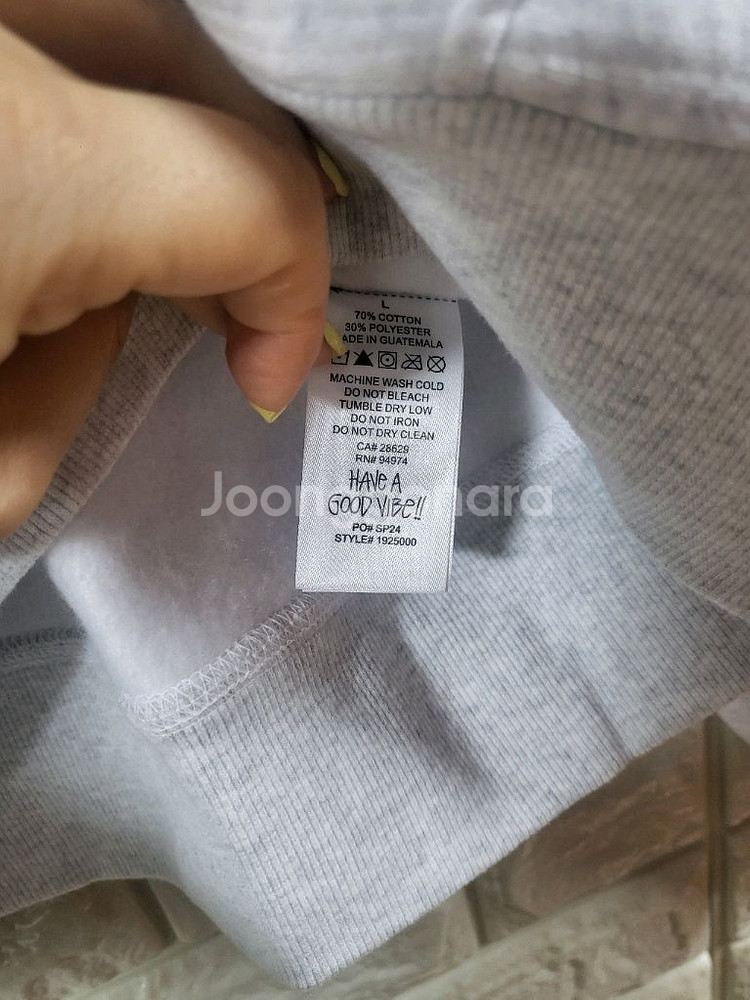 L
70% COTTON
30% POLYESTER
ADE IN GUATEMALA
MACHINE WASH COLD
DO NOT BLEACH
TUMBLE DRY LOW
DO NOT IRON
DO NOT DRY CLEAN
CA# 28629
RN# 94974
HAVE A
GOOD VIBE!!
PO# SP24
STYLE# 1925000